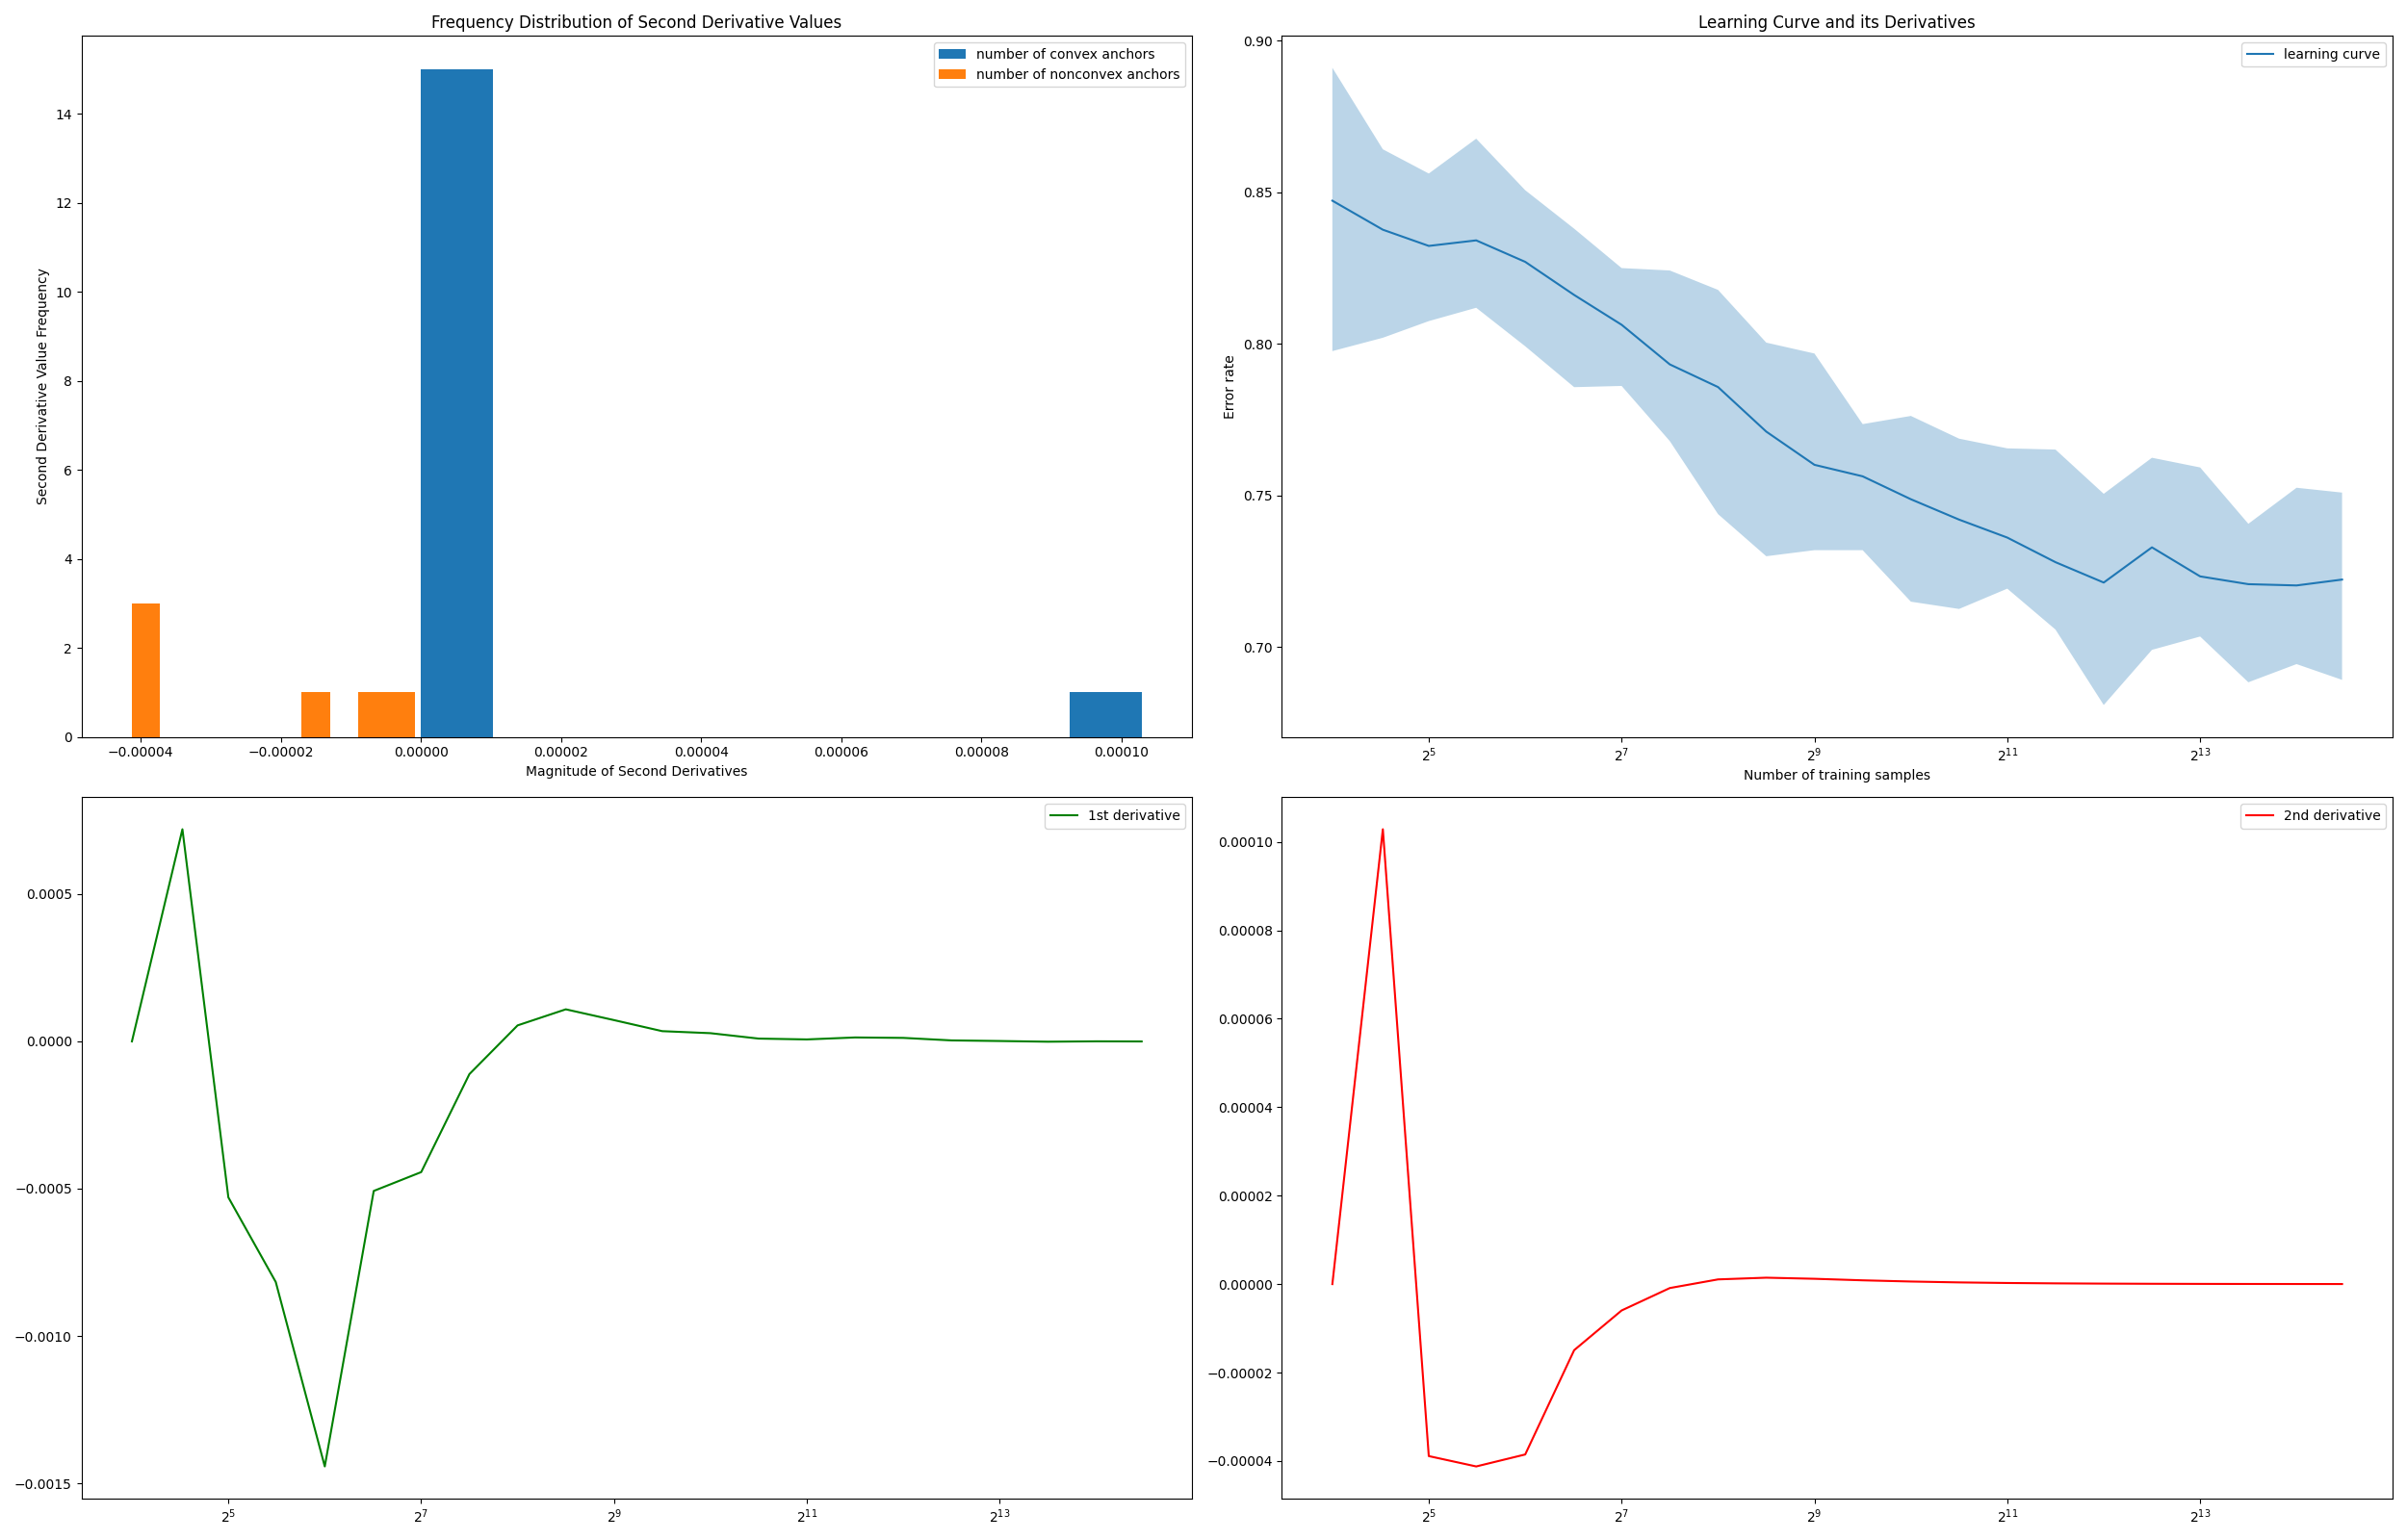 Frequency Distribution of Second Derivative Values
number of convex anchors
number of nonconvex anchors
Second Derivative Value Frequency
14
12
10
8
6
4
2
0
−0.00004 −0.00002 0.00000 0.00002 0.00004 0.00006 0.00008 0.00010
Magnitude of Second Derivatives
Learning Curve and its Derivatives
learning curve
Error rate
0.90
0.85
0.80
0.75
0.70
2^5 2^7 2^9 2^11 2^13
Number of training samples
1st derivative
0.0005
0.0000
−0.0005
−0.0010
−0.0015
2^5 2^7 2^9 2^11 2^13
2nd derivative
0.00010
0.00008
0.00006
0.00004
0.00002
0.00000
−0.00002
−0.00004
2^5 2^7 2^9 2^11 2^13